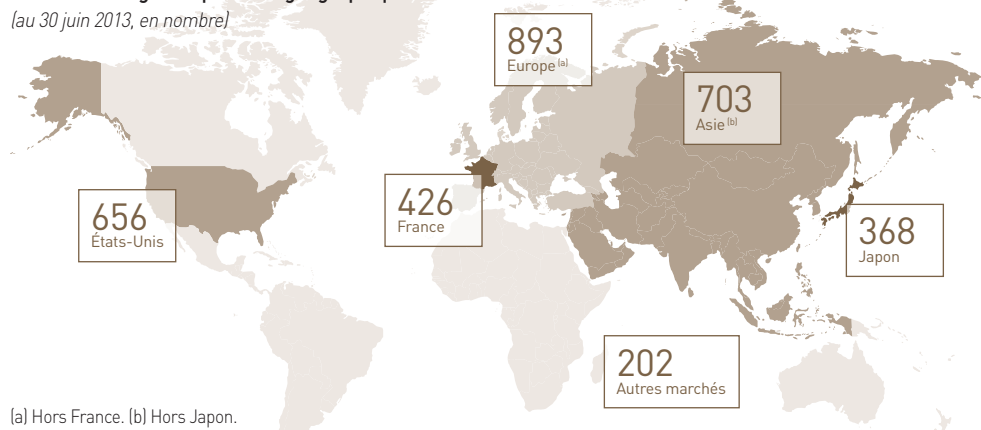 (au 30 juin 2013, en nombre)
893
Europe (a)
703
Asie (b)
656
États-Unis
426
France
368
Japon
202
Autres marchés
(a) Hors France. (b) Hors Japon.